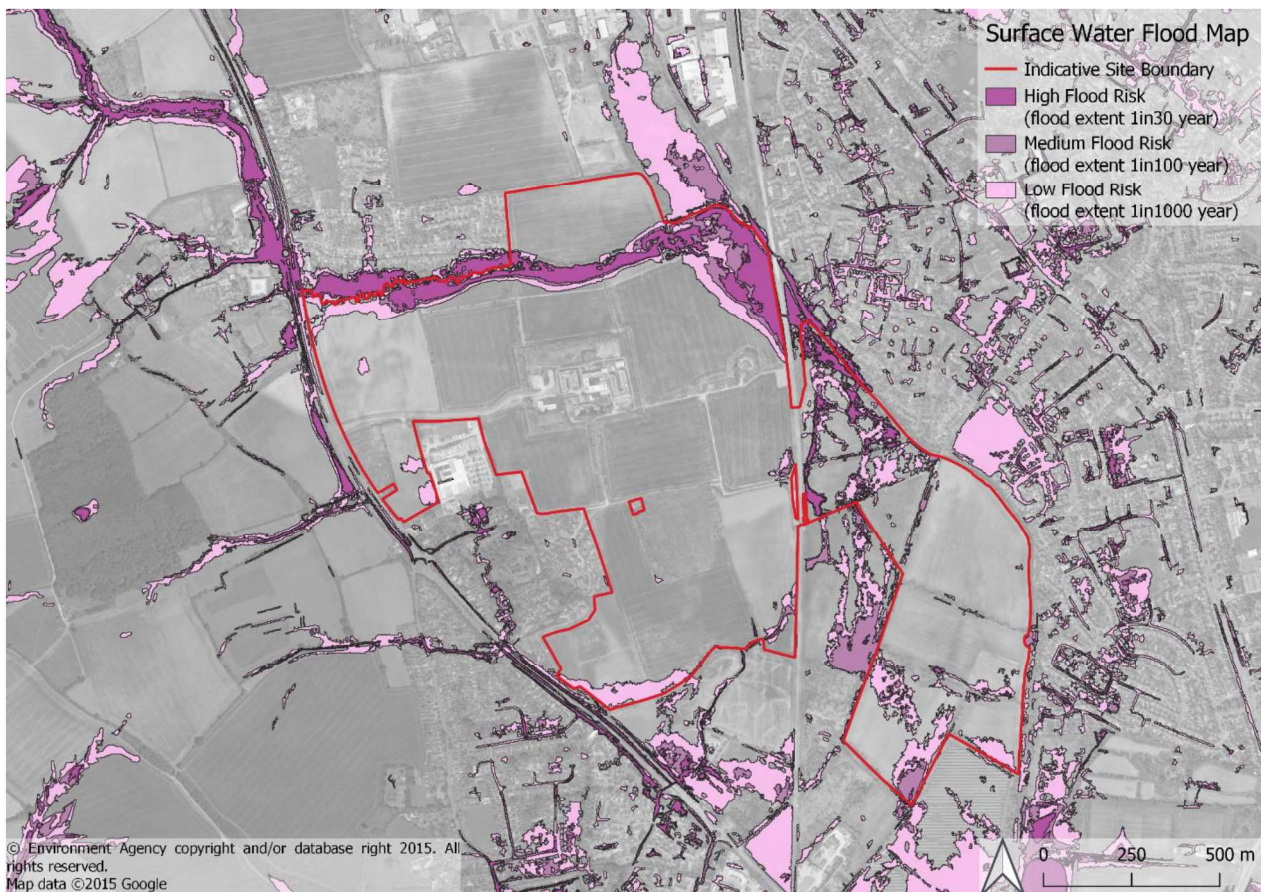 Surface Water Flood Map
Indicative Site Boundary
High Flood Risk
(flood extent 1in30 year)
Medium Flood Risk
(flood extent 1in100 year)
Low Flood Risk
(flood extent 1in1000 year)
© Environment Agency copyright and/or database right 2015. All
rights reserved.
Map data ©2015 Google
0 250 500 m